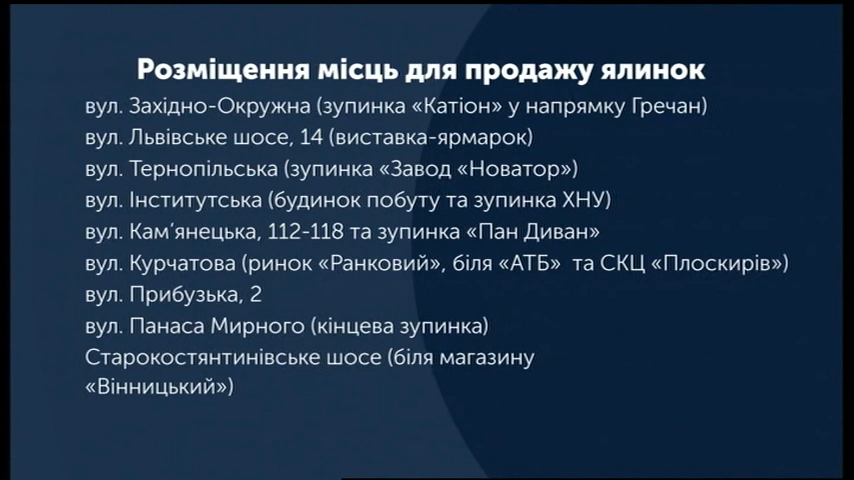 Розміщення місць для продажу ялинок
вул. Західно-Окружна (зупинка «Катіон» у напрямку Гречан)
вул. Львівське шосе, 14 (виставка-ярмарок)
вул. Тернопільська (зупинка «Завод «Новатор»)
вул. Інститутська (будинок побуту та зупинка ХНУ)
вул. Кам’янецька, 112-118 та зупинка «Пан Диван»
вул. Курчатова (ринок «Ранковий», біля «АТБ»  та СКЦ «Плоскирів»)
вул. Прибузька, 2
вул. Панаса Мирного (кінцева зупинка)
Старокостянтинівське шосе (біля магазину
«Вінницький»)